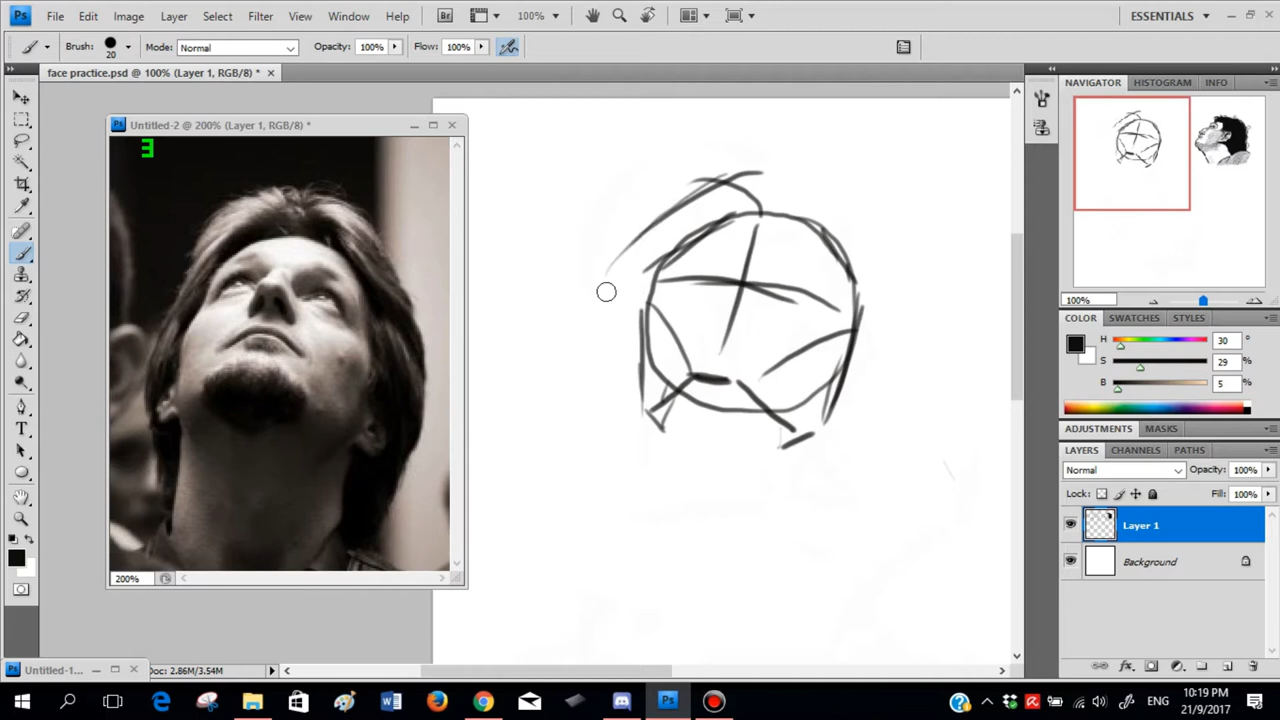 Ps File Edit Image Layer Select Filter View Window Help Br 100% ESSENTIALS
Brush: 20 Mode: Normal Opacity: 100% Flow: 100%
face practice.psd @ 100% (Layer 1, RGB/8) *
Untitled-2 @ 200% (Layer 1, RGB/8) *
3
200%
NAVIGATOR HISTOGRAM INFO
100%
COLOR SWATCHES STYLES
H 30 °
S 29 %
B 5 %
ADJUSTMENTS MASKS
LAYERS CHANNELS PATHS
Normal Opacity: 100%
Lock: Fill: 100%
Layer 1
Background
Untitled-1... Doc: 2.86M/3.54M
ENG 10:19 PM
21/9/2017